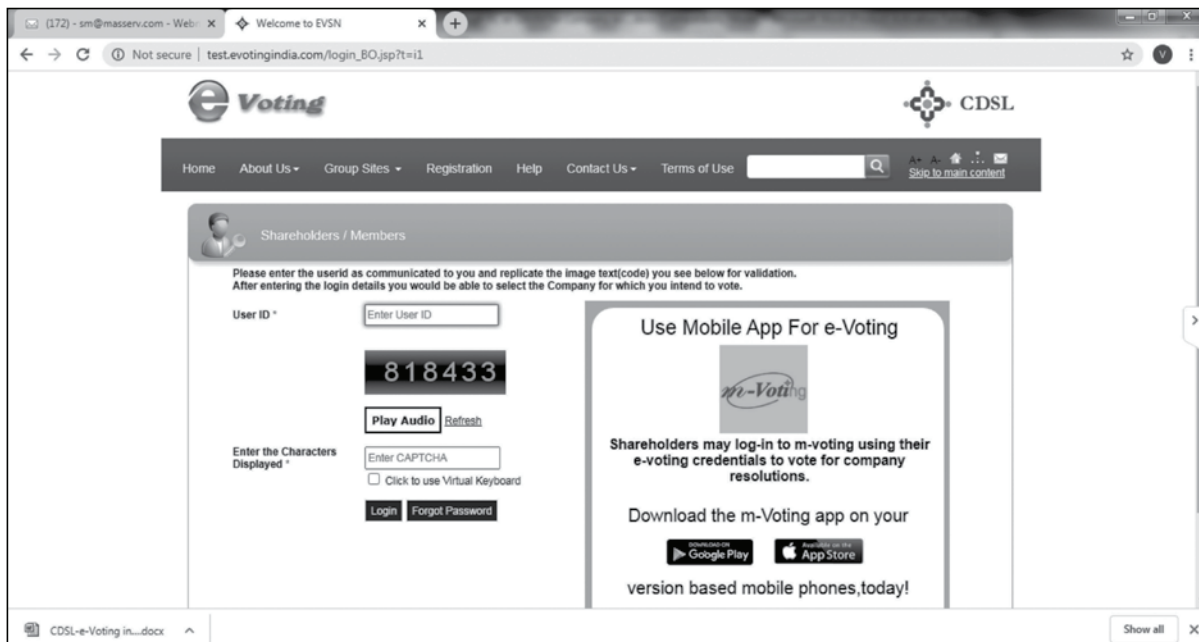 (172) - sm@masserv.com - Web
Welcome to EVSN
Not secure | test.evotingindia.com/login_BO.jsp?t=i1
V
e Voting
CDSL
Home About Us Group Sites Registration Help Contact Us Terms of Use
A+ A-
Skip to main content
Shareholders / Members
Please enter the userid as communicated to you and replicate the image text(code) you see below for validation.
After entering the login details you would be able to select the Company for which you intend to vote.
User ID *
Enter User ID
818433
Play Audio Refresh
Enter the Characters
Displayed *
Enter CAPTCHA
Click to use Virtual Keyboard
Login Forgot Password
Use Mobile App For e-Voting
m-Voting
Shareholders may log-in to m-voting using their
e-voting credentials to vote for company
resolutions.
Download the m-Voting app on your
DOWNLOAD ON
Google Play
Available on the
App Store
version based mobile phones,today!
CDSL-e-Voting in....docx
Show all